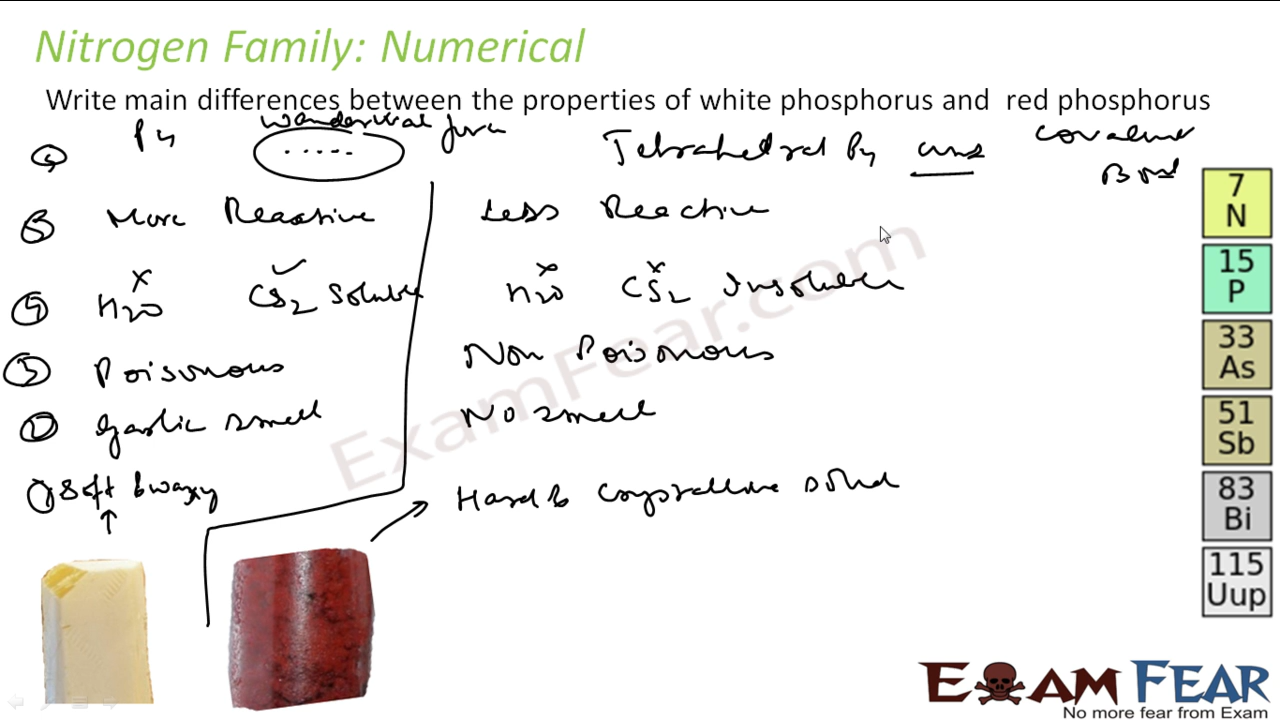 Nitrogen Family: Numerical
Write main differences between the properties of white phosphorus and red phosphorus
P4 Wanderwal force Tetrahedral P4 units Covalent Bond
More Reactive Less Reactive
H2O CS2 Soluble H2O CS2 Insoluble
Poisonous Non Poisonous
Garlic smell No smell
Soft & waxy Hard & Crystalline solid
7
N
15
P
33
As
51
Sb
83
Bi
115
Uup
ExamFear.com
EXAM FEAR
No more fear from Exam